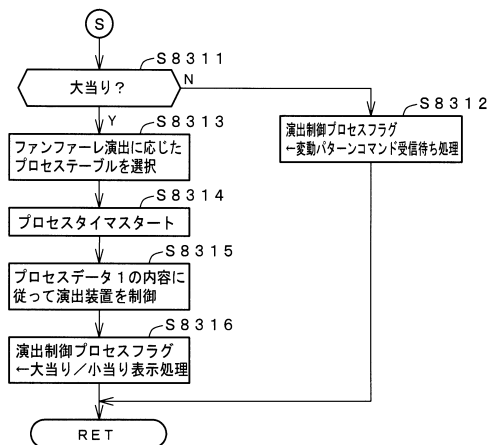 S
S8311
大当り?
N
S8312
演出制御プロセスフラグ
←変動パターンコマンド受信待ち処理
Y
S8313
ファンファーレ演出に応じた
プロセステーブルを選択
S8314
プロセスタイマスタート
S8315
プロセスデータ1の内容に
従って演出装置を制御
S8316
演出制御プロセスフラグ
←大当り/小当り表示処理
RET